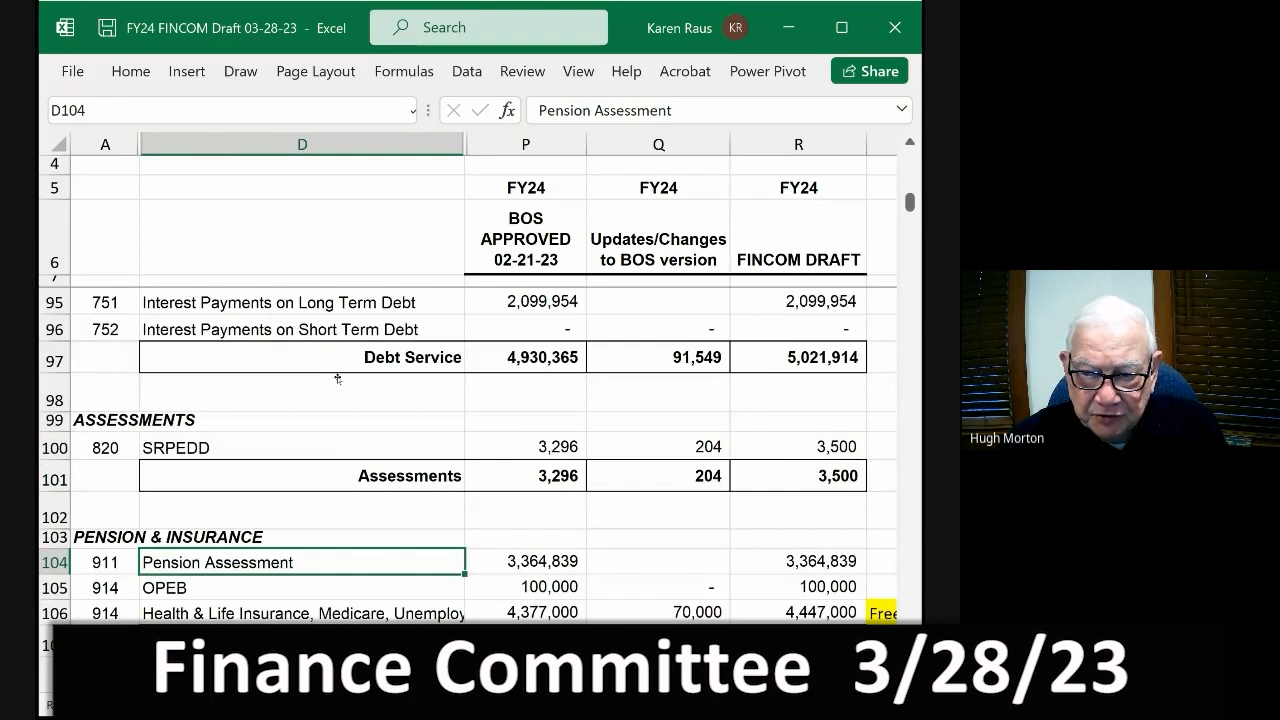 FY24 FINCOM Draft 03-28-23 - Excel
Search
Karen Raus KR
File Home Insert Draw Page Layout Formulas Data Review View Help Acrobat Power Pivot Share
D104 fx Pension Assessment
A D P Q R
4
5 FY24 FY24 FY24
BOS
APPROVED Updates/Changes
6 02-21-23 to BOS version FINCOM DRAFT
95 751 Interest Payments on Long Term Debt 2,099,954 2,099,954
96 752 Interest Payments on Short Term Debt - - -
97 Debt Service 4,930,365 91,549 5,021,914
98
99 ASSESSMENTS
100 820 SRPEDD 3,296 204 3,500
101 Assessments 3,296 204 3,500
102
103 PENSION & INSURANCE
104 911 Pension Assessment 3,364,839 3,364,839
105 914 OPEB 100,000 - 100,000
106 914 Health & Life Insurance, Medicare, Unemploy 4,377,000 70,000 4,447,000 Free
Hugh Morton
Finance Committee 3/28/23